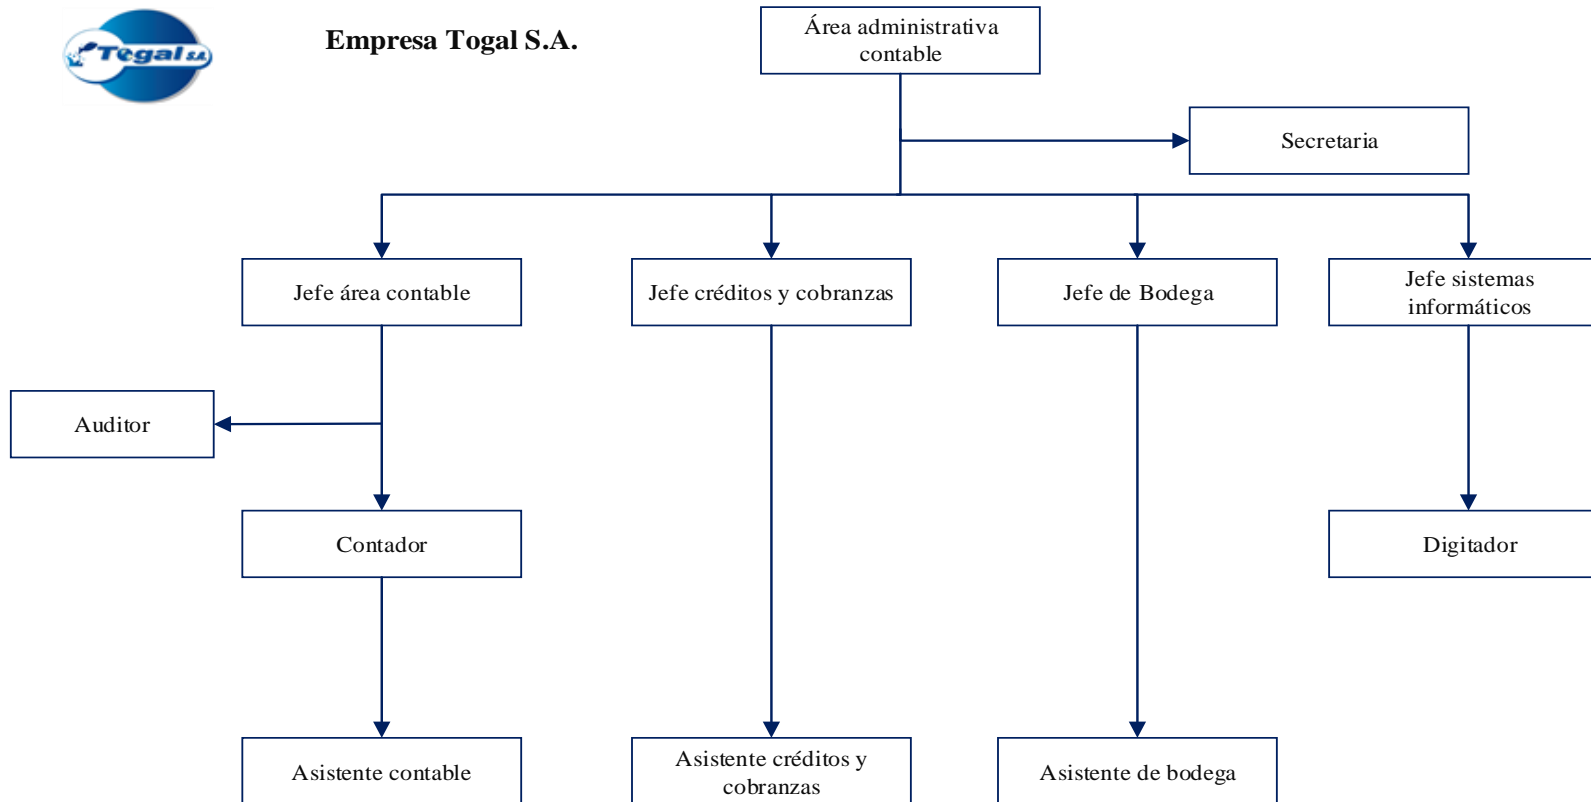 Togal S.A.
Empresa Togal S.A.
Área administrativa
contable
Secretaria
Jefe área contable
Jefe créditos y cobranzas
Jefe de Bodega
Jefe sistemas
informáticos
Auditor
Contador
Digitador
Asistente contable
Asistente créditos y
cobranzas
Asistente de bodega